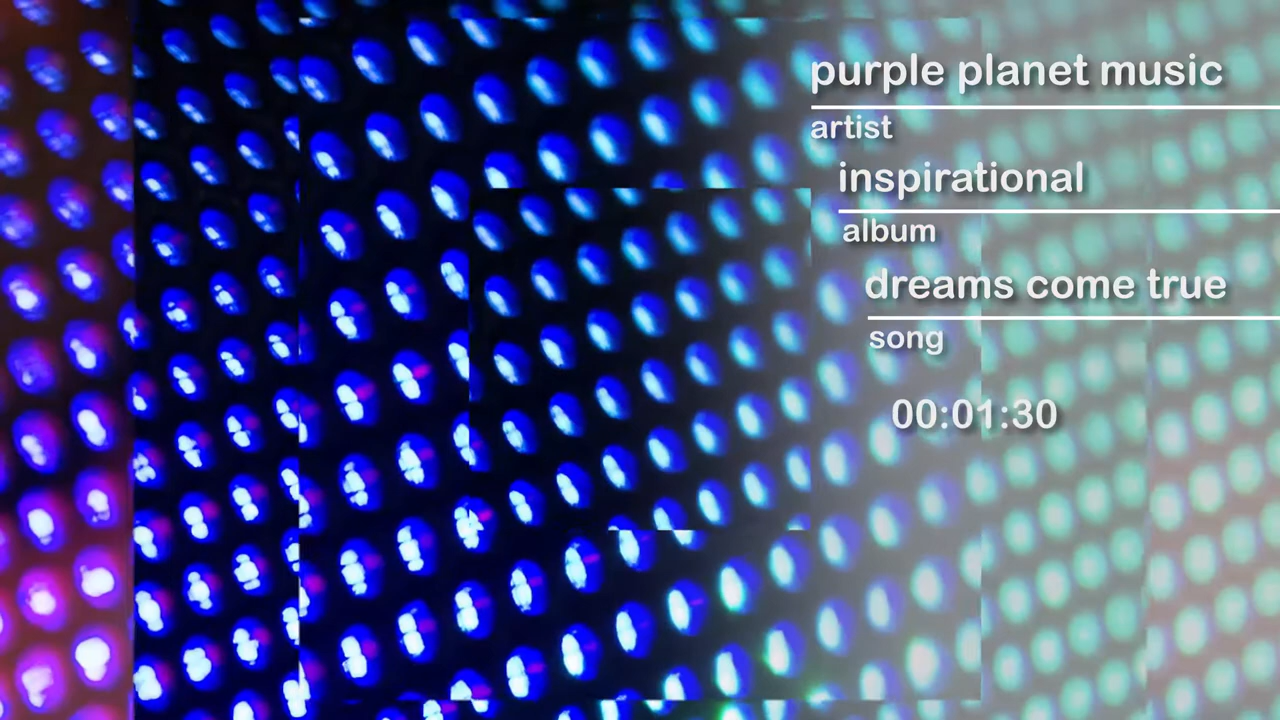 purple planet music
artist
inspirational
album
dreams come true
song
00:01:30